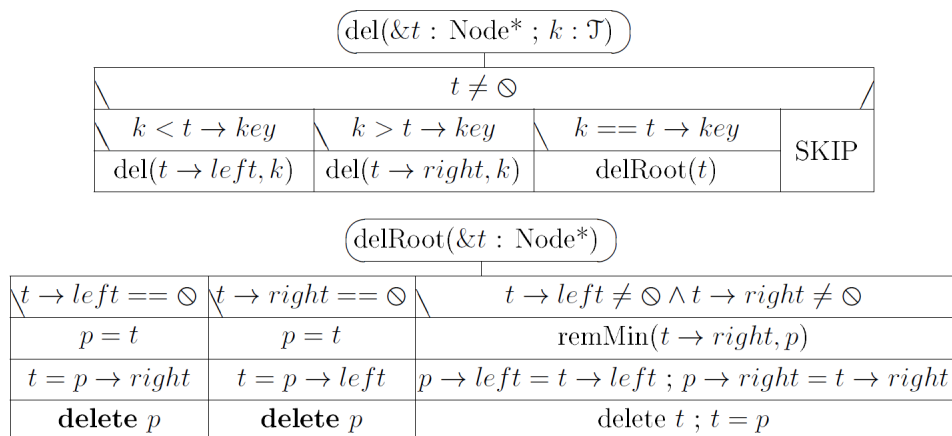 del(&t : Node* ; k : 𝒯)
t ≠ ⊘
k < t → key k > t → key k == t → key SKIP
del(t → left, k) del(t → right, k) delRoot(t)
delRoot(&t : Node*)
t → left == ⊘ t → right == ⊘ t → left ≠ ⊘ ∧ t → right ≠ ⊘
p = t p = t remMin(t → right, p)
t = p → right t = p → left p → left = t → left ; p → right = t → right
delete p delete p delete t ; t = p